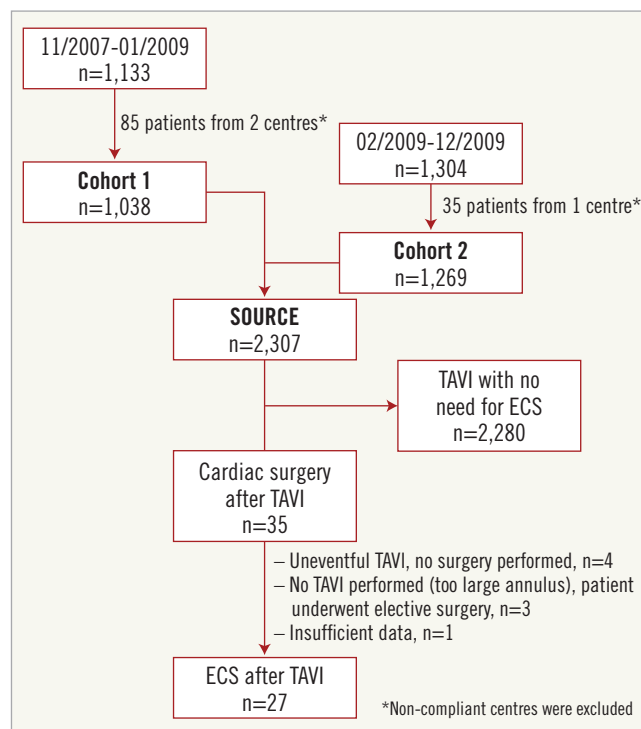 11/2007-01/2009
n=1,133
85 patients from 2 centres*
02/2009-12/2009
n=1,304
Cohort 1
n=1,038
35 patients from 1 centre*
Cohort 2
n=1,269
SOURCE
n=2,307
TAVI with no
need for ECS
n=2,280
Cardiac surgery
after TAVI
n=35
– Uneventful TAVI, no surgery performed, n=4
– No TAVI performed (too large annulus), patient
underwent elective surgery, n=3
– Insufficient data, n=1
ECS after TAVI
n=27
*Non-compliant centres were excluded